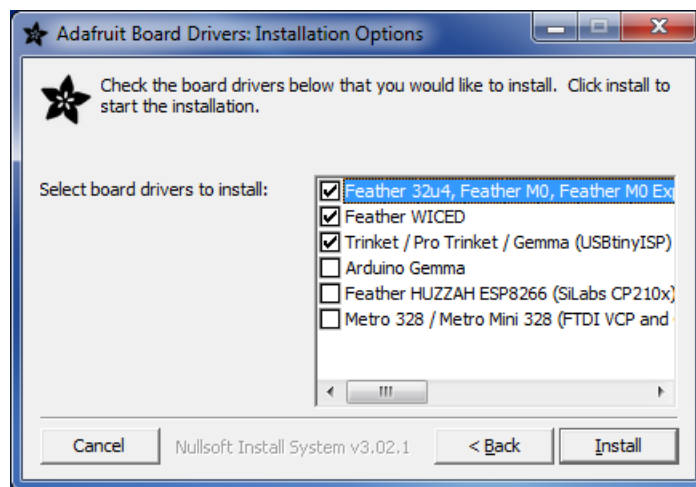 Adafruit Board Drivers: Installation Options
Check the board drivers below that you would like to install. Click install to
start the installation.
Select board drivers to install:
Feather 32u4, Feather M0, Feather M0 Ex
Feather WICED
Trinket / Pro Trinket / Gemma (USBtinyISP)
Arduino Gemma
Feather HUZZAH ESP8266 (SiLabs CP210x)
Metro 328 / Metro Mini 328 (FTDI VCP and
Cancel
Nullsoft Install System v3.02.1
< Back
Install